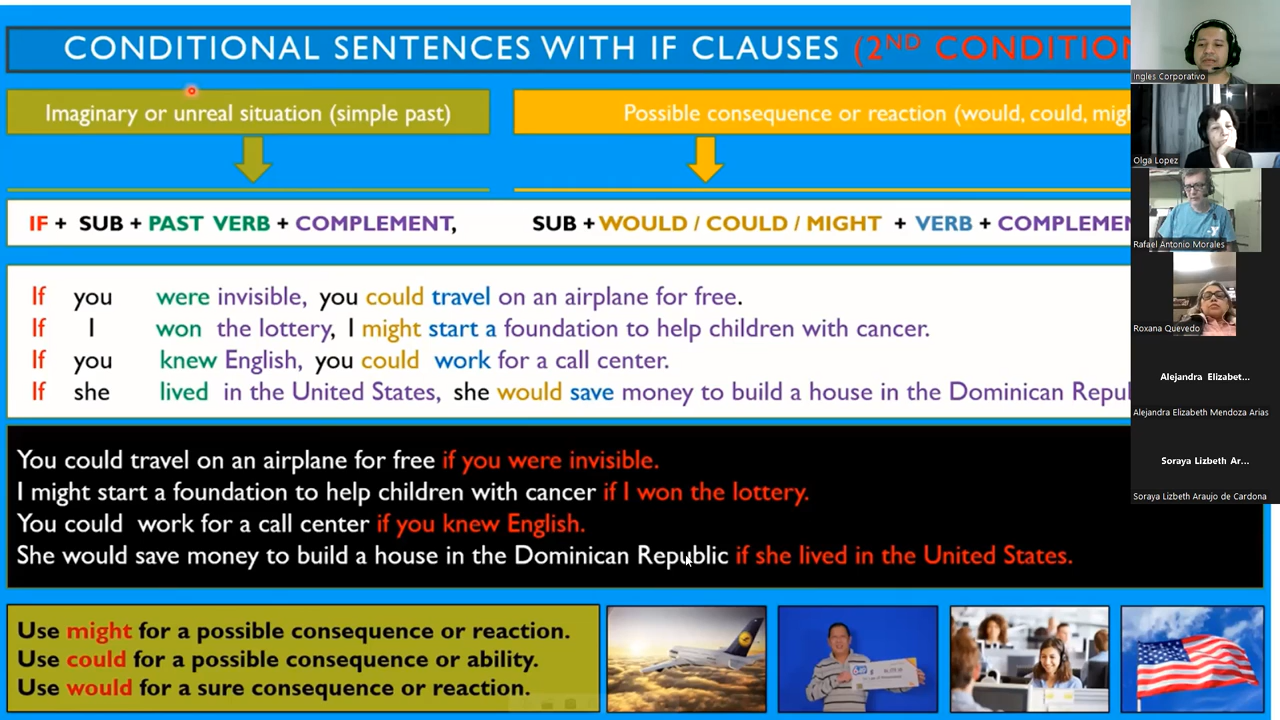 CONDITIONAL SENTENCES WITH IF CLAUSES (2ND CONDITION
Imaginary or unreal situation (simple past)
Possible consequence or reaction (would, could, migh
IF + SUB + PAST VERB + COMPLEMENT, SUB + WOULD / COULD / MIGHT + VERB + COMPLEMEN
If you were invisible, you could travel on an airplane for free.
If I won the lottery, I might start a foundation to help children with cancer.
If you knew English, you could work for a call center.
If she lived in the United States, she would save money to build a house in the Dominican Repul
You could travel on an airplane for free if you were invisible.
I might start a foundation to help children with cancer if I won the lottery.
You could work for a call center if you knew English.
She would save money to build a house in the Dominican Republic if she lived in the United States.
Use might for a possible consequence or reaction.
Use could for a possible consequence or ability.
Use would for a sure consequence or reaction.
Ingles Corporativo
Olga Lopez
Rafael Antonio Morales
Roxana Quevedo
Alejandra Elizabet...
Alejandra Elizabeth Mendoza Arias
Soraya Lizbeth Ar...
Soraya Lizbeth Araujo de Cardona